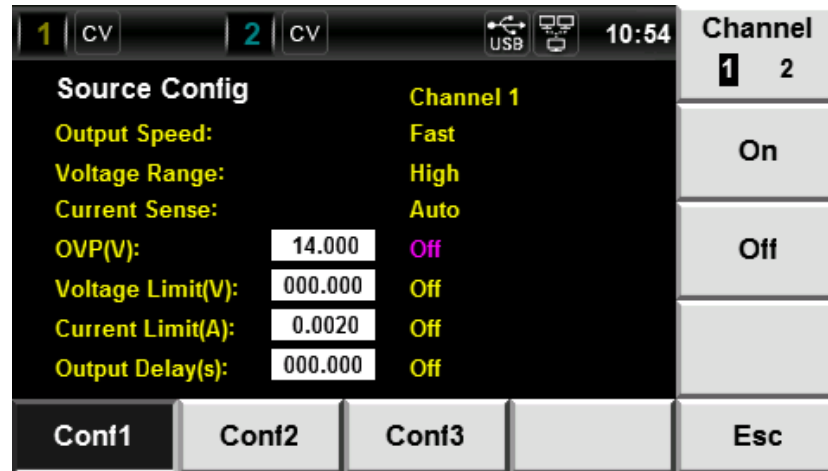 1 CV 2 CV USB 10:54
Channel
1 2
Source Config
Channel 1
Output Speed: Fast
Voltage Range: High
Current Sense: Auto
OVP(V): 14.000 Off
Voltage Limit(V): 000.000 Off
Current Limit(A): 0.0020 Off
Output Delay(s): 000.000 Off
On
Off
Conf1 Conf2 Conf3 Esc